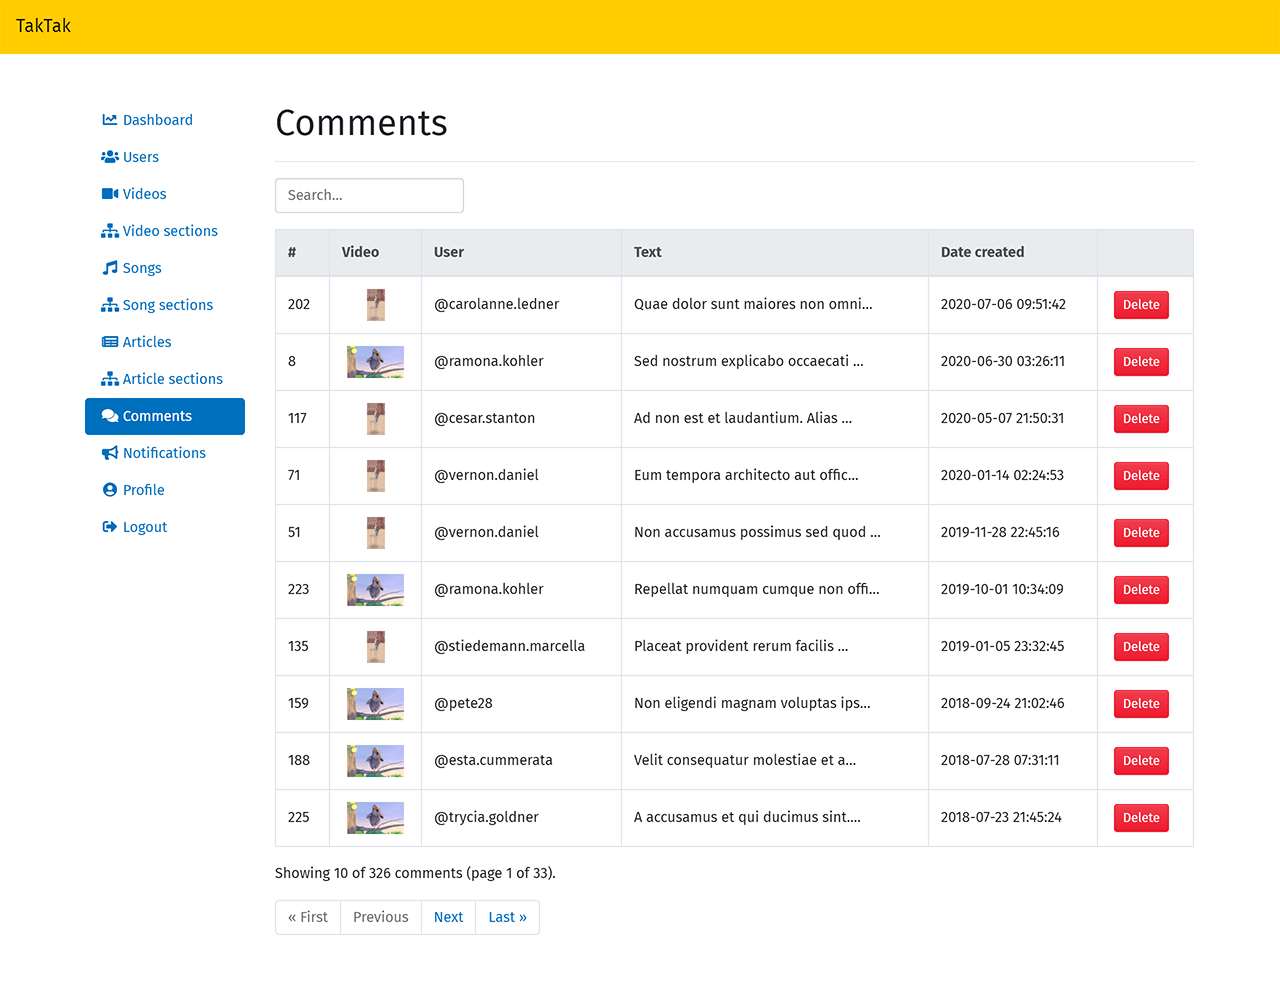 TakTak
Dashboard
Users
Videos
Video sections
Songs
Song sections
Articles
Article sections
Comments
Notifications
Profile
Logout
Comments
Search...
# Video User Text Date created
202 @carolanne.ledner Quae dolor sunt maiores non omni... 2020-07-06 09:51:42 Delete
8 @ramona.kohler Sed nostrum explicabo occaecati ... 2020-06-30 03:26:11 Delete
117 @cesar.stanton Ad non est et laudantium. Alias ... 2020-05-07 21:50:31 Delete
71 @vernon.daniel Eum tempora architecto aut offic... 2020-01-14 02:24:53 Delete
51 @vernon.daniel Non accusamus possimus sed quod ... 2019-11-28 22:45:16 Delete
223 @ramona.kohler Repellat numquam cumque non offi... 2019-10-01 10:34:09 Delete
135 @stiedemann.marcella Placeat provident rerum facilis ... 2019-01-05 23:32:45 Delete
159 @pete28 Non eligendi magnam voluptas ips... 2018-09-24 21:02:46 Delete
188 @esta.cummerata Velit consequatur molestiae et a... 2018-07-28 07:31:11 Delete
225 @trycia.goldner A accusamus et qui ducimus sint.... 2018-07-23 21:45:24 Delete
Showing 10 of 326 comments (page 1 of 33).
« First Previous Next Last »